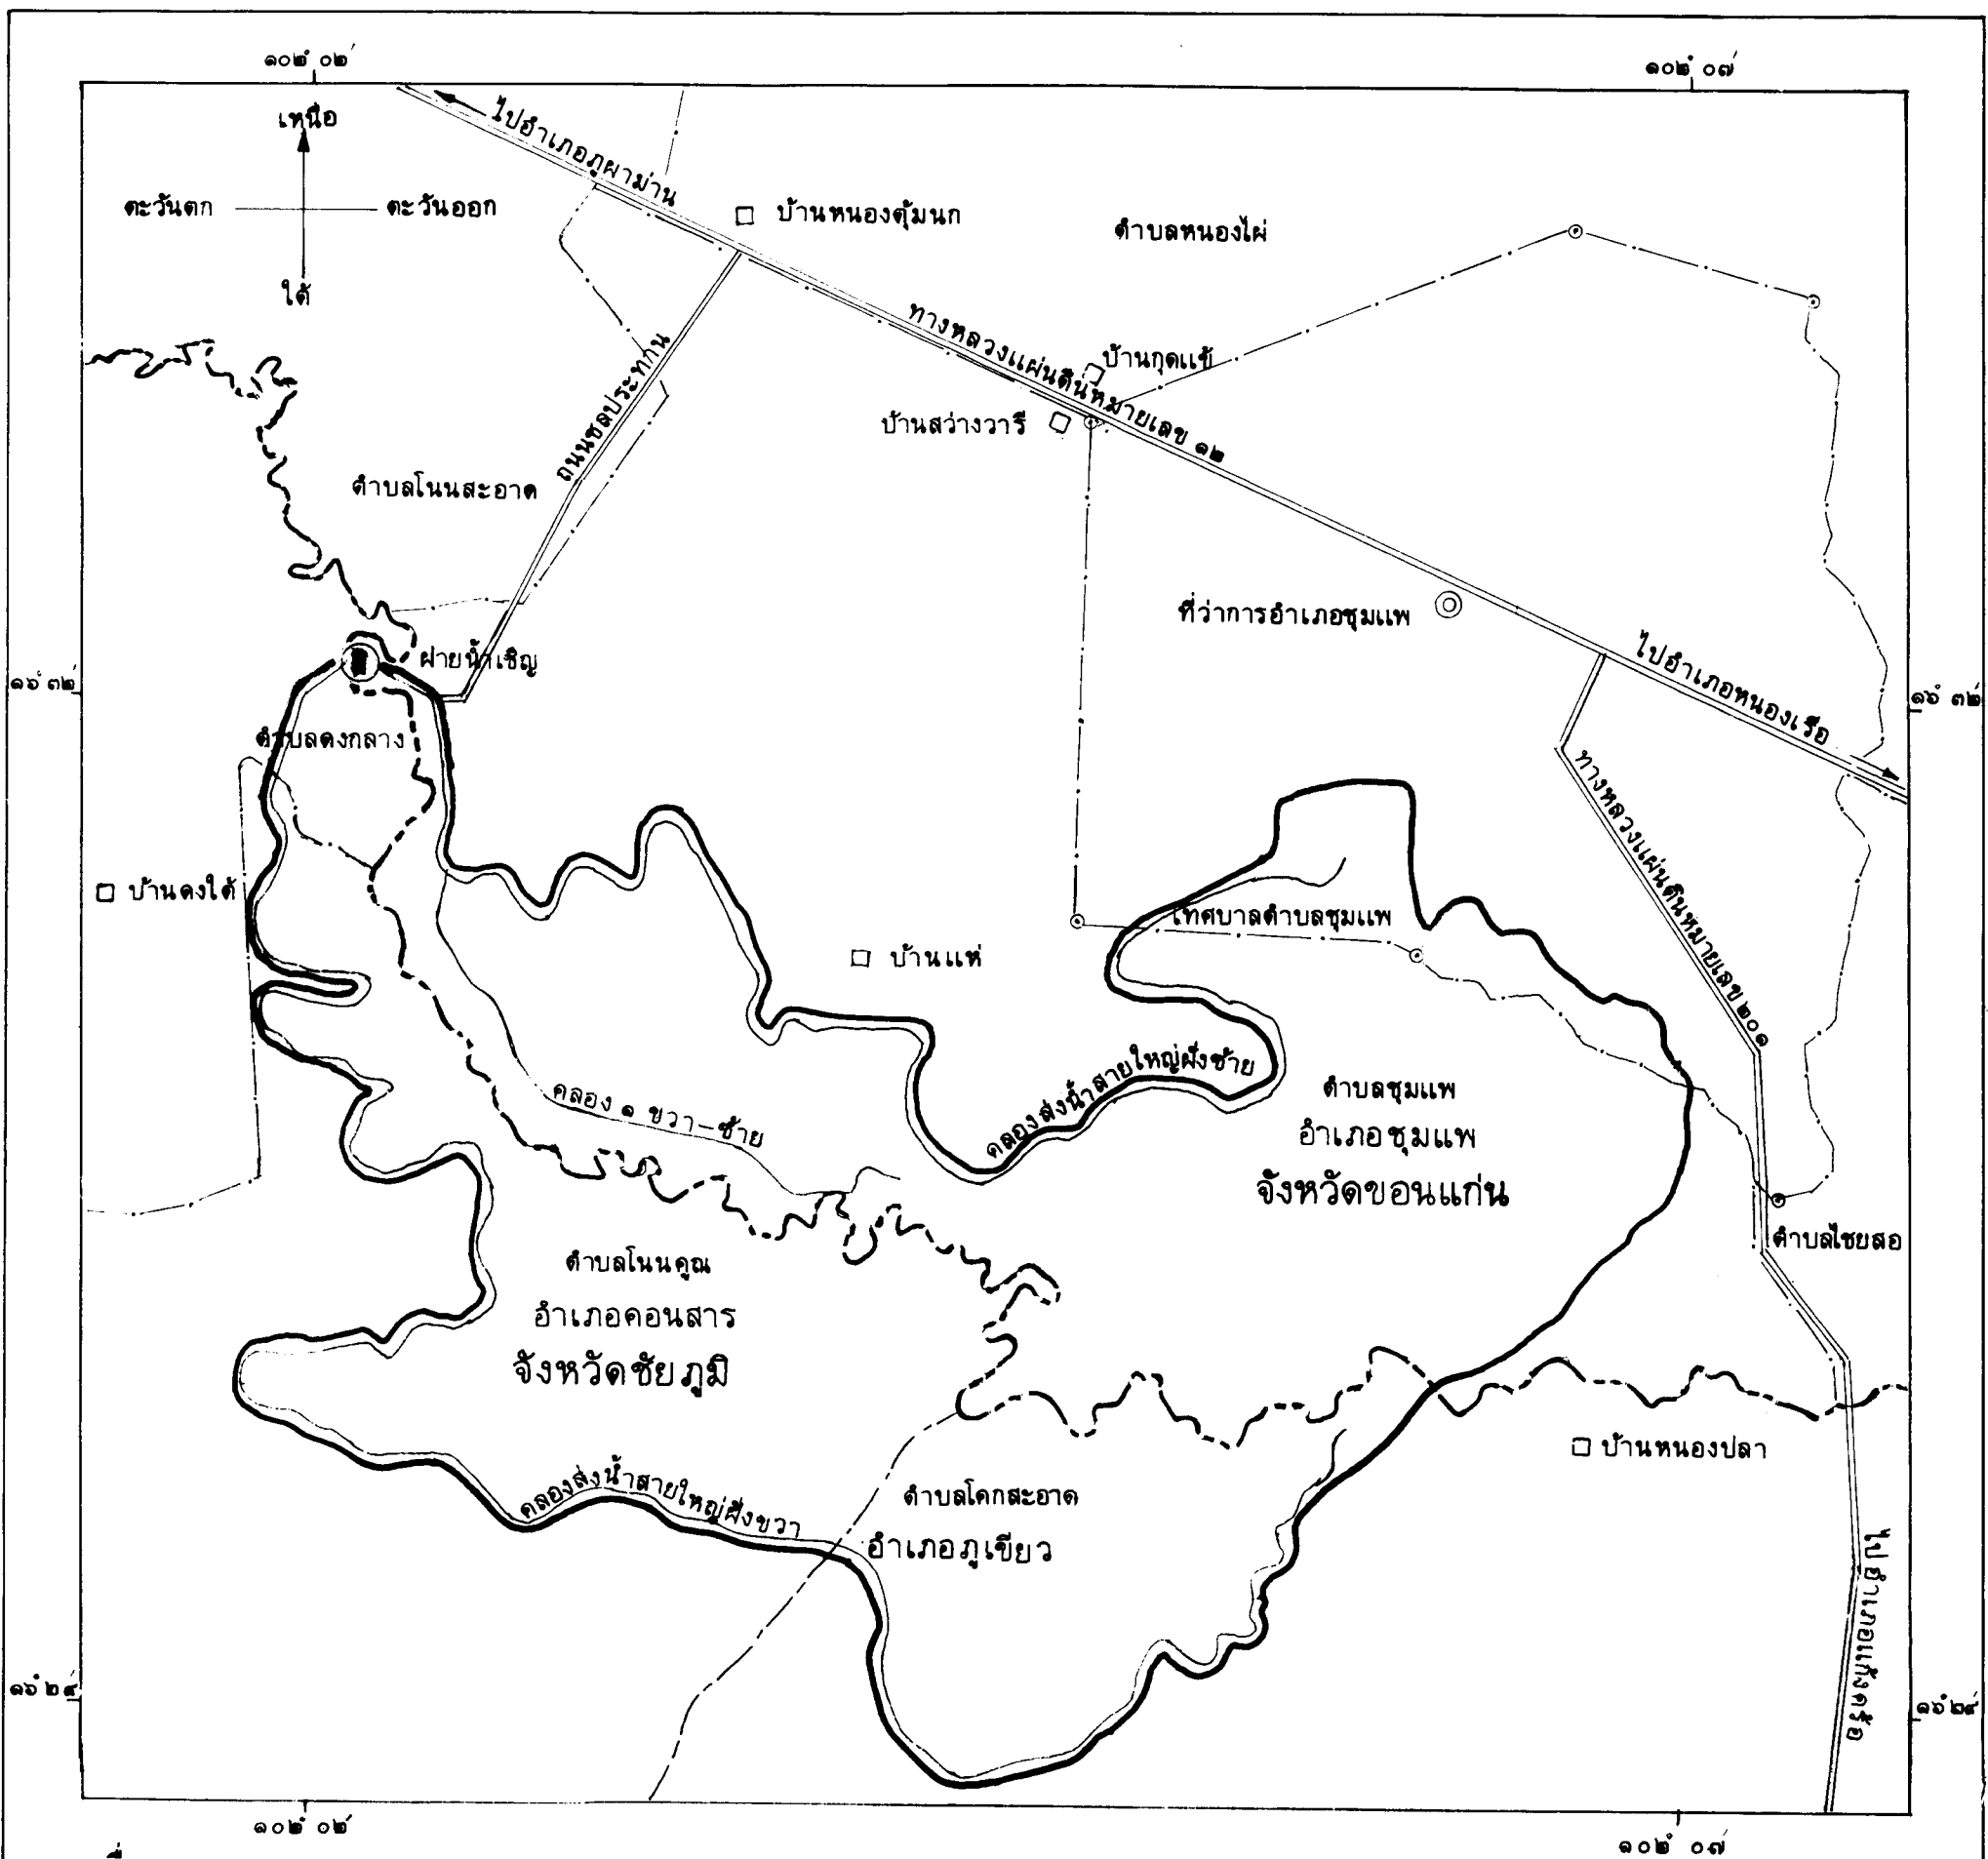 ๑๐๒° ๐๒′
๑๐๒° ๐๗′
เหนือ
ตะวันตก
ตะวันออก
ใต้
ไปอำเภอภูผาม่าน
บ้านหนองตุ้มนก
ตำบลหนองไผ่
ทางหลวงแผ่นดินหมายเลข ๑๒
บ้านกุดแข้
บ้านสว่างวารี
ถนนชลประทาน
ตำบลโนนสะอาด
ที่ว่าการอำเภอชุมแพ
ฝายน้ำเชิญ
ไปอำเภอหนองเรือ
๑๖° ๓๒′
๑๖° ๓๒′
ตำบลดงกลาง
ทางหลวงแผ่นดินหมายเลข ๒๐๑
บ้านดงใต้
เทศบาลตำบลชุมแพ
บ้านแห่
คลองส่งน้ำสายใหญ่ฝั่งซ้าย
คลอง ๑ ขวา-ซ้าย
ตำบลชุมแพ
อำเภอชุมแพ
จังหวัดขอนแก่น
ตำบลไชยสอ
ตำบลโนนคูณ
อำเภอคอนสาร
จังหวัดชัยภูมิ
บ้านหนองปลา
คลองส่งน้ำสายใหญ่ฝั่งขวา
ตำบลโคกสะอาด
อำเภอภูเขียว
ไปอำเภอแก้งคร้อ
๑๖° ๒๙′
๑๖° ๒๙′
๑๐๒° ๐๒′
๑๐๒° ๐๗′